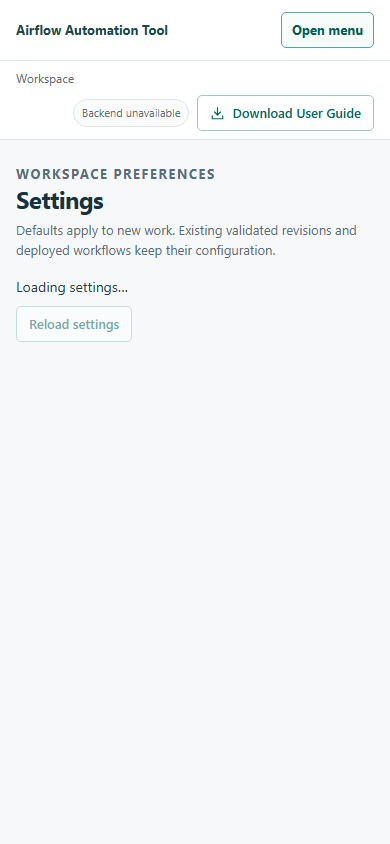 Airflow Automation Tool
Open menu
Workspace
Backend unavailable
Download User Guide
WORKSPACE PREFERENCES
Settings
Defaults apply to new work. Existing validated revisions and
deployed workflows keep their configuration.
Loading settings...
Reload settings